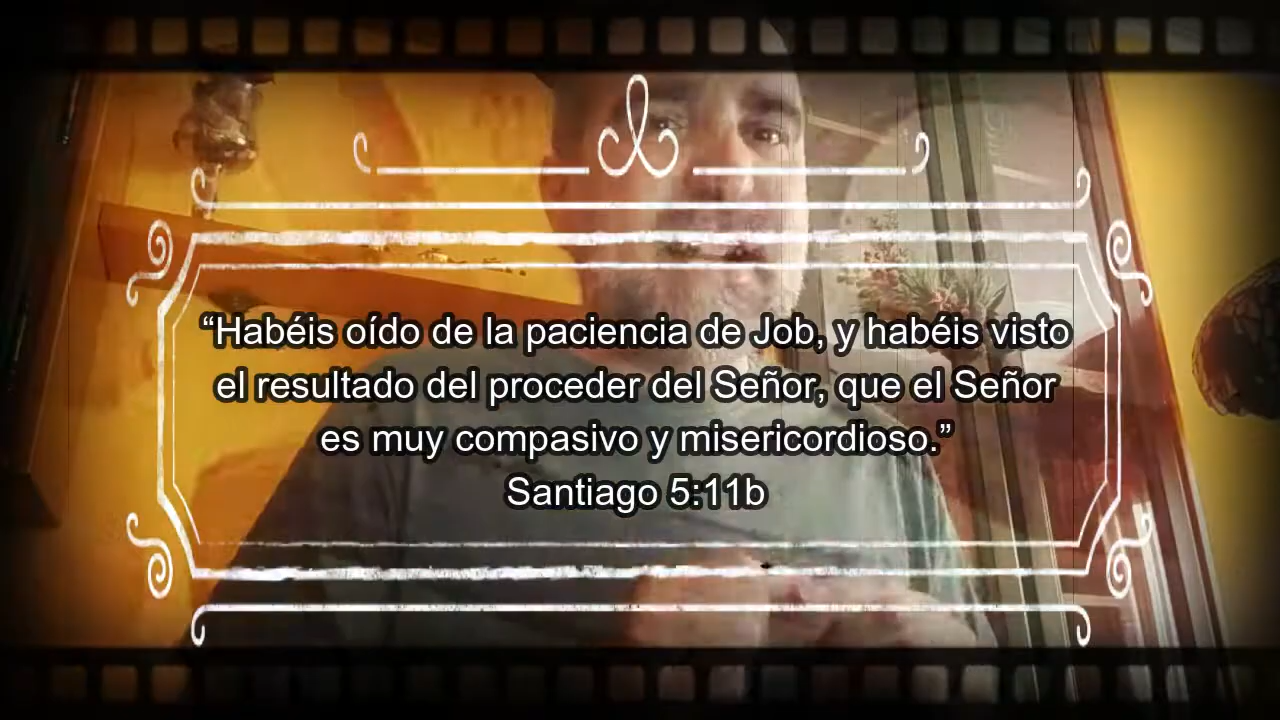 “Habéis oído de la paciencia de Job, y habéis visto
el resultado del proceder del Señor, que el Señor
es muy compasivo y misericordioso.”
Santiago 5:11b